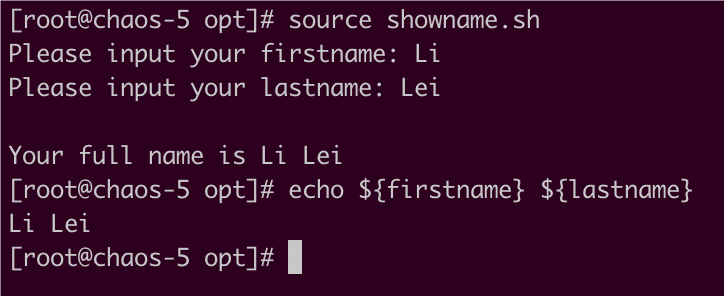 [root@chaos-5 opt]# source showname.sh
Please input your firstname: Li
Please input your lastname: Lei
Your full name is Li Lei
[root@chaos-5 opt]# echo ${firstname} ${lastname}
Li Lei
[root@chaos-5 opt]#